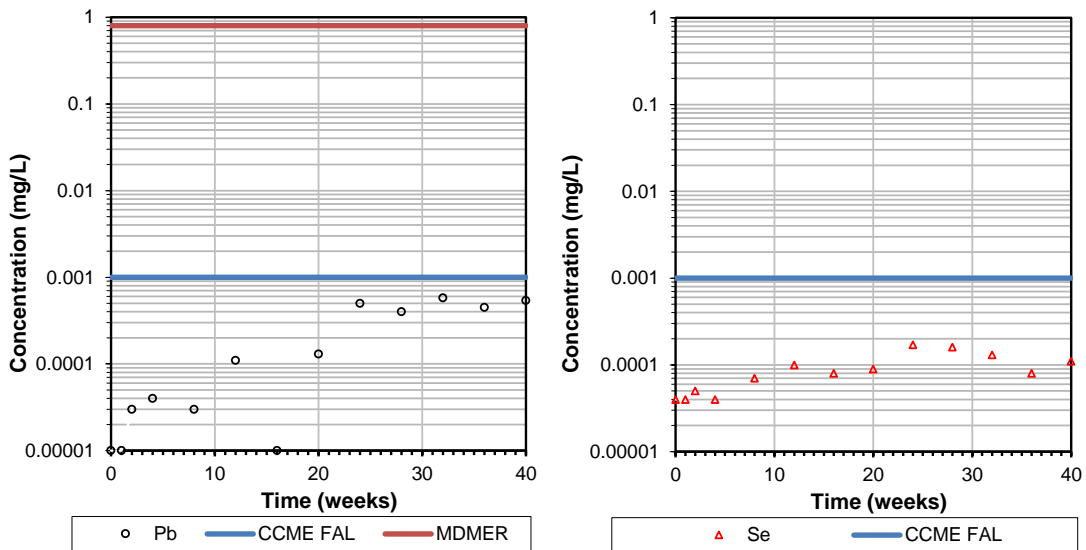 Concentration (mg/L)
1
0.1
0.01
0.001
0.0001
0.00001
0 10 20 30 40
Time (weeks)
Pb CCME FAL MDMER
Concentration (mg/L)
1
0.1
0.01
0.001
0.0001
0.00001
0 10 20 30 40
Time (weeks)
Se CCME FAL